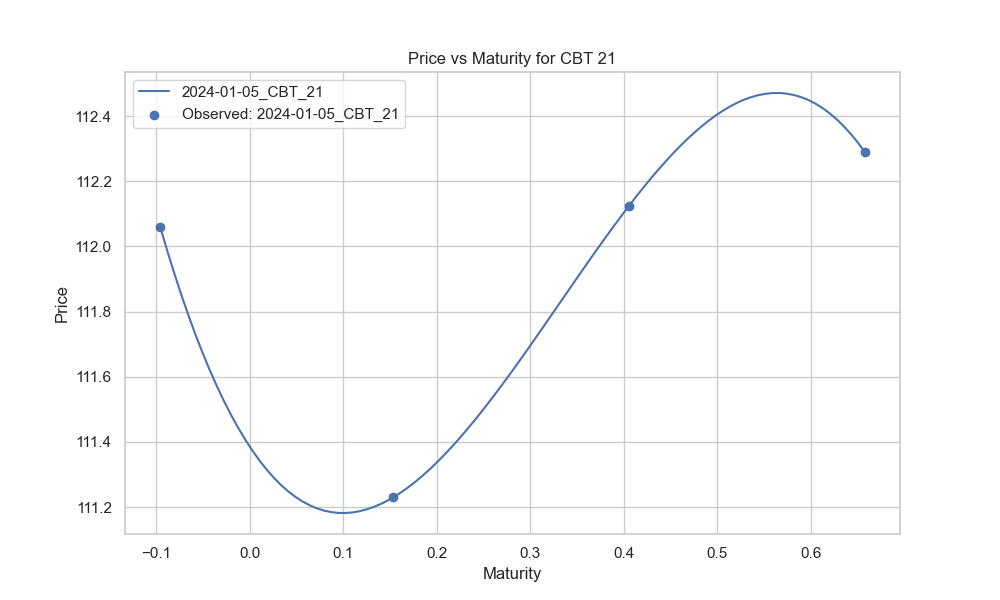 Price vs Maturity for CBT 21
2024-01-05_CBT_21
Observed: 2024-01-05_CBT_21
Price
112.4
112.2
112.0
111.8
111.6
111.4
111.2
−0.1 0.0 0.1 0.2 0.3 0.4 0.5 0.6
Maturity